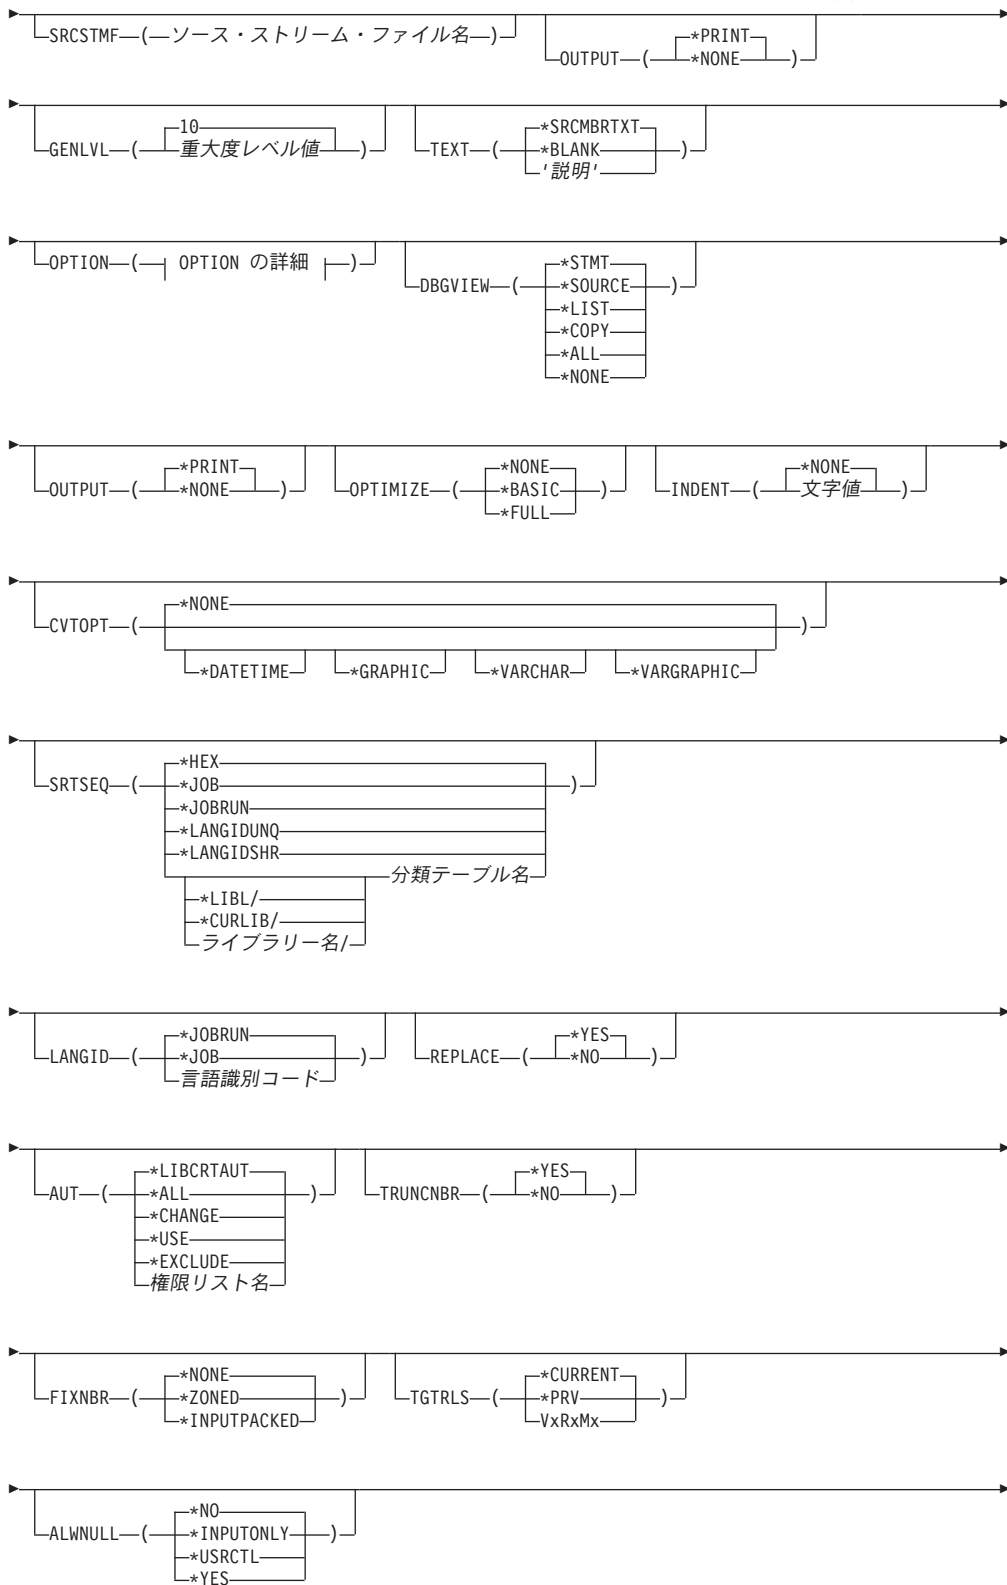 SRCSTMF ( ソース・ストリーム・ファイル名 ) OUTPUT ( *PRINT
*NONE )
GENLVL ( 10
重大度レベル値 ) TEXT ( *SRCMBRTXT
*BLANK
'説明' )
OPTION ( OPTION の詳細 ) DBGVIEW ( *STMT
*SOURCE
*LIST
*COPY
*ALL
*NONE )
OUTPUT ( *PRINT
*NONE ) OPTIMIZE ( *NONE
*BASIC
*FULL ) INDENT ( *NONE
文字値 )
CVTOPT ( *NONE
*DATETIME *GRAPHIC *VARCHAR *VARGRAPHIC )
SRTSEQ ( *HEX
*JOB
*JOBRUN
*LANGIDUNQ
*LANGIDSHR
分類テーブル名
*LIBL/
*CURLIB/
ライブラリー名/ )
LANGID ( *JOBRUN
*JOB
言語識別コード ) REPLACE ( *YES
*NO )
AUT ( *LIBCRTAUT
*ALL
*CHANGE
*USE
*EXCLUDE
権限リスト名 ) TRUNCNBR ( *YES
*NO )
FIXNBR ( *NONE
*ZONED
*INPUTPACKED ) TGTRLS ( *CURRENT
*PRV
VxRxMx )
ALWNULL ( *NO
*INPUTONLY
*USRCTL
*YES )